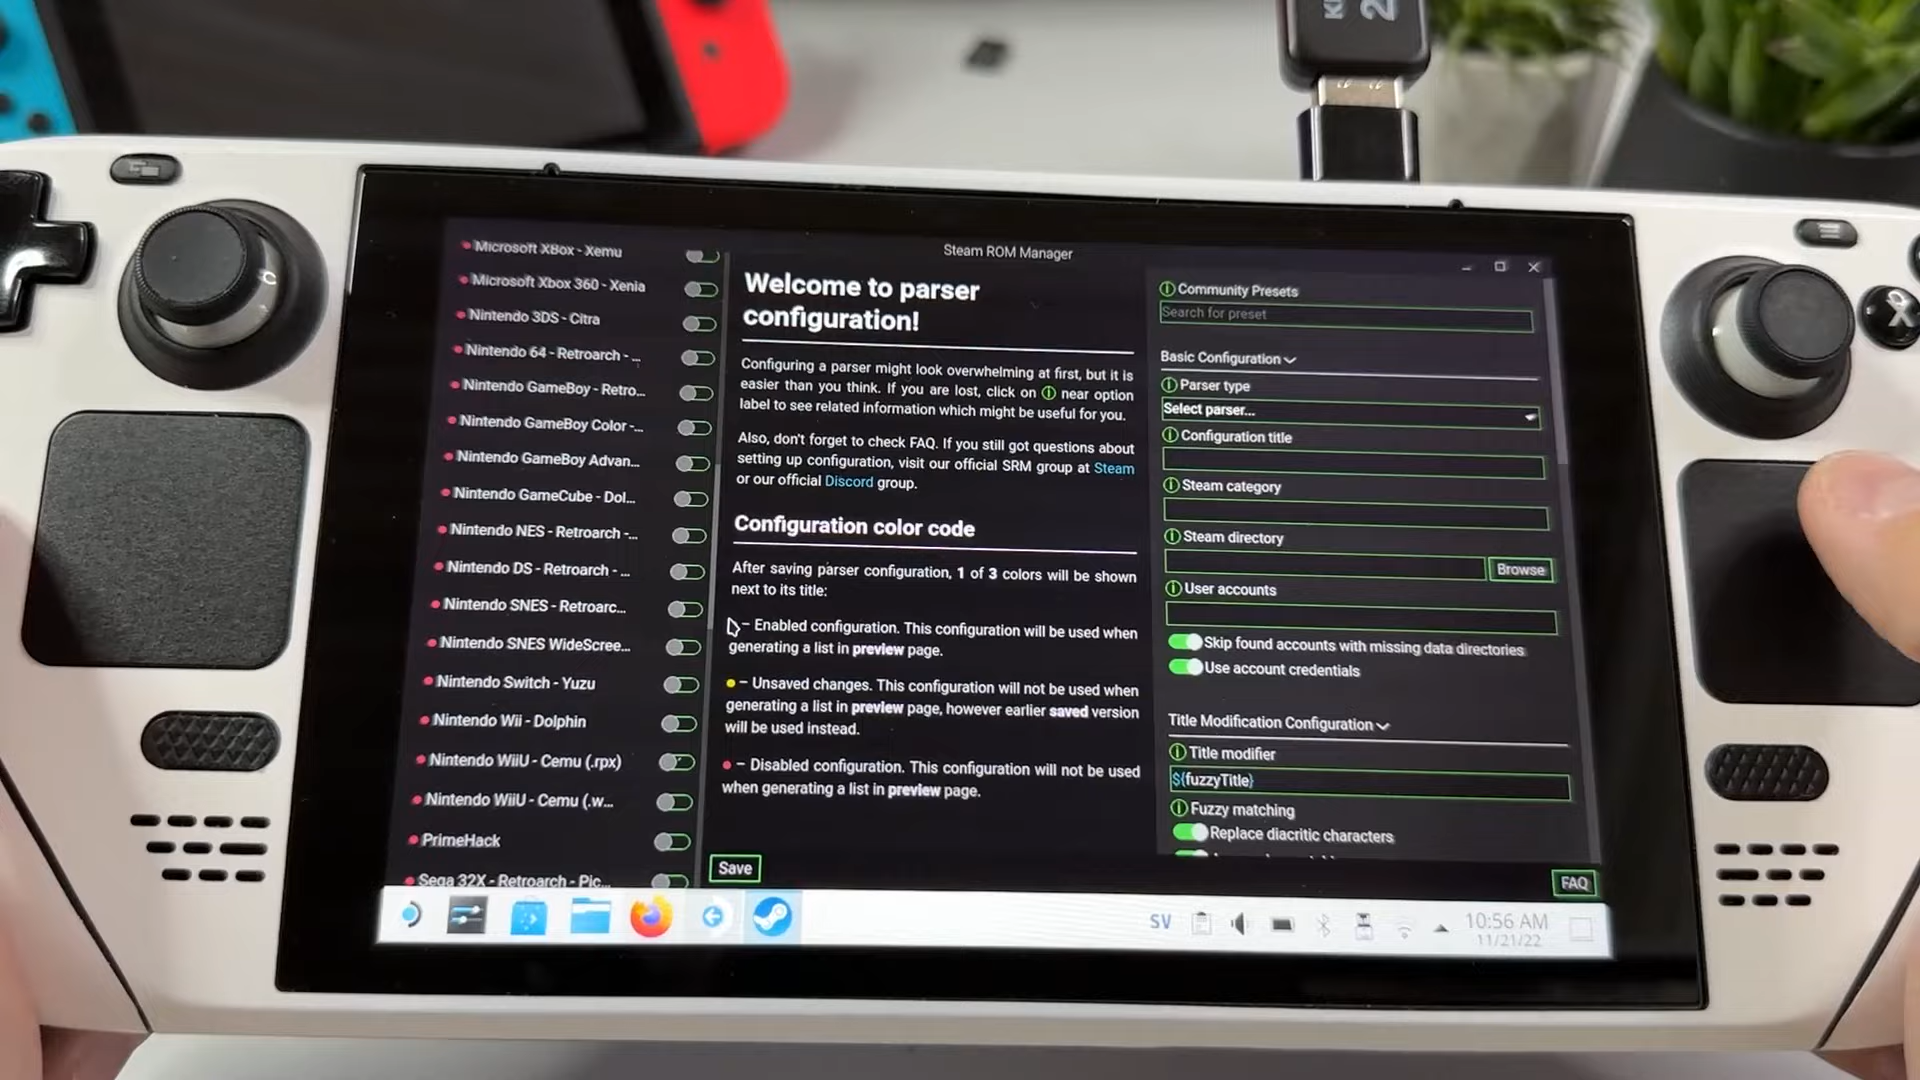 2
Steam ROM Manager
Microsoft XBox - Xemu
Microsoft Xbox 360 - Xenia
Nintendo 3DS - Citra
Nintendo 64 - Retroarch - ...
Nintendo GameBoy - Retro...
Nintendo GameBoy Color -...
Nintendo GameBoy Advan...
Nintendo GameCube - Dol...
Nintendo NES - Retroarch -...
Nintendo DS - Retroarch - ...
Nintendo SNES - Retroarc...
Nintendo SNES WideScree...
Nintendo Switch - Yuzu
Nintendo Wii - Dolphin
Nintendo WiiU - Cemu (.rpx)
Nintendo WiiU - Cemu (.w...
PrimeHack
Sega 32X - Retroarch - Pic...
Welcome to parser
configuration!
Configuring a parser might look overwhelming at first, but it is
easier than you think. If you are lost, click on ⓘ near option
label to see related information which might be useful for you.
Also, don't forget to check FAQ. If you still got questions about
setting up configuration, visit our official SRM group at Steam
or our official Discord group.
Configuration color code
After saving parser configuration, 1 of 3 colors will be shown
next to its title:
– Enabled configuration. This configuration will be used when
generating a list in preview page.
– Unsaved changes. This configuration will not be used when
generating a list in preview page, however earlier saved version
will be used instead.
– Disabled configuration. This configuration will not be used
when generating a list in preview page.
Save
Community Presets
Search for preset
Basic Configuration
Parser type
Select parser...
Configuration title
Steam category
Steam directory
Browse
User accounts
Skip found accounts with missing data directories
Use account credentials
Title Modification Configuration
Title modifier
${fuzzyTitle}
Fuzzy matching
Replace diacritic characters
FAQ
SV
10:56 AM
11/21/22
X